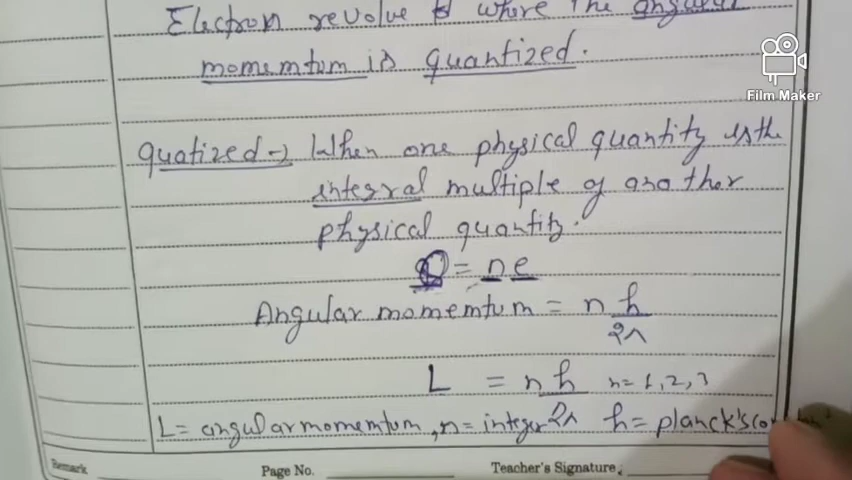 Electron revolve where the angular
momentum is quantized.
Film Maker
quatized → When one physical quantity is the
integral multiple of another
physical quantity.
Q = ne
Angular momentum = n h
2π
L = n h n = 1, 2, 3
2π
L = angular momentum, n = integer h = planck's
Remark Page No. Teacher's Signature: